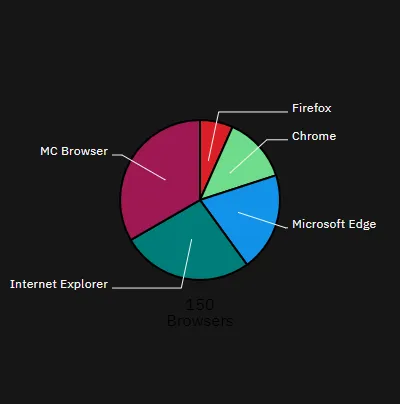 Firefox
Chrome
MC Browser
Microsoft Edge
Internet Explorer
150
Browsers